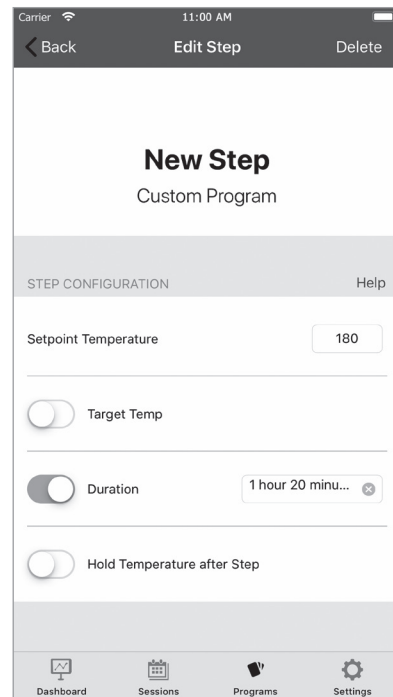 Carrier 11:00 AM
Back Edit Step Delete
New Step
Custom Program
STEP CONFIGURATION Help
Setpoint Temperature 180
Target Temp
Duration 1 hour 20 minu...
Hold Temperature after Step
Dashboard Sessions Programs Settings